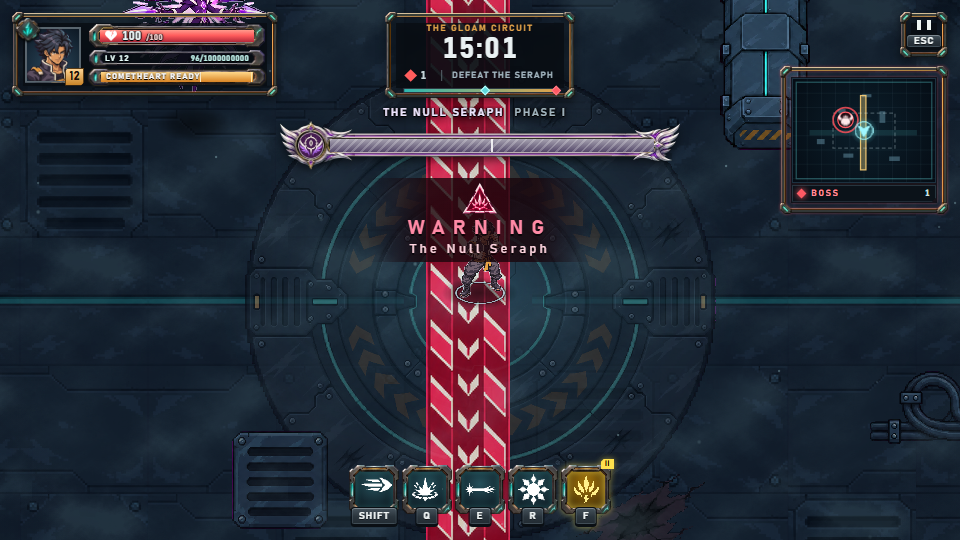 100 /100
LV 12 96/1000000000
COMETHEART READY
12
THE GLOAM CIRCUIT
15:01
1 DEFEAT THE SERAPH
ESC
THE NULL SERAPH PHASE I
BOSS 1
WARNING
The Null Seraph
SHIFT
Q
E
R
F